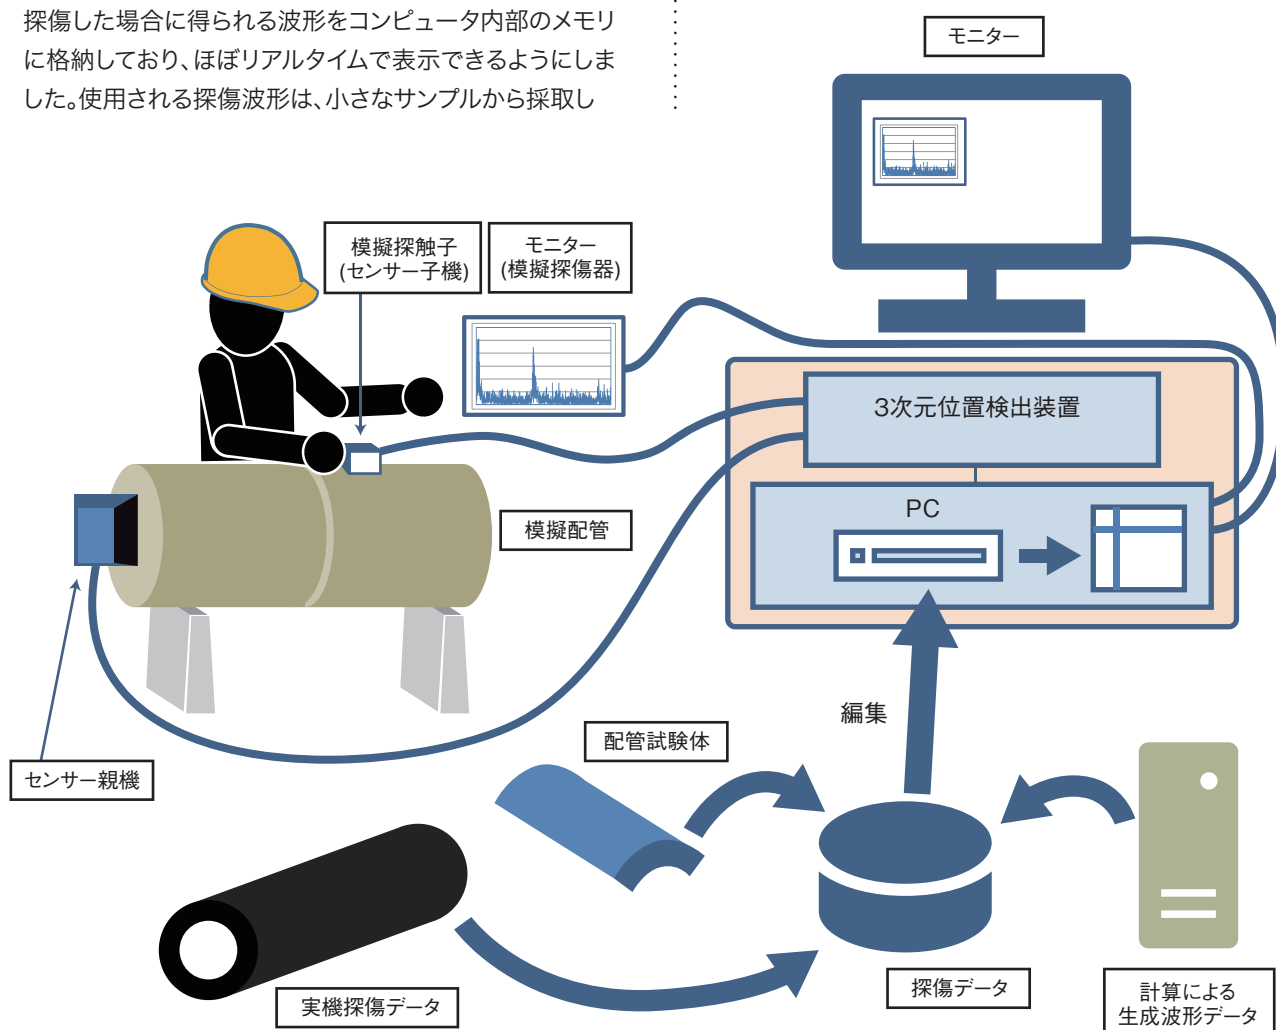 探傷した場合に得られる波形をコンピュータ内部のメモリ
に格納しており、ほぼリアルタイムで表示できるようにしま
した。使用される探傷波形は、小さなサンプルから採取し
モニター
模擬探触子
(センサー子機)
モニター
(模擬探傷器)
3次元位置検出装置
PC
模擬配管
編集
配管試験体
センサー親機
実機探傷データ
探傷データ
計算による
生成波形データ